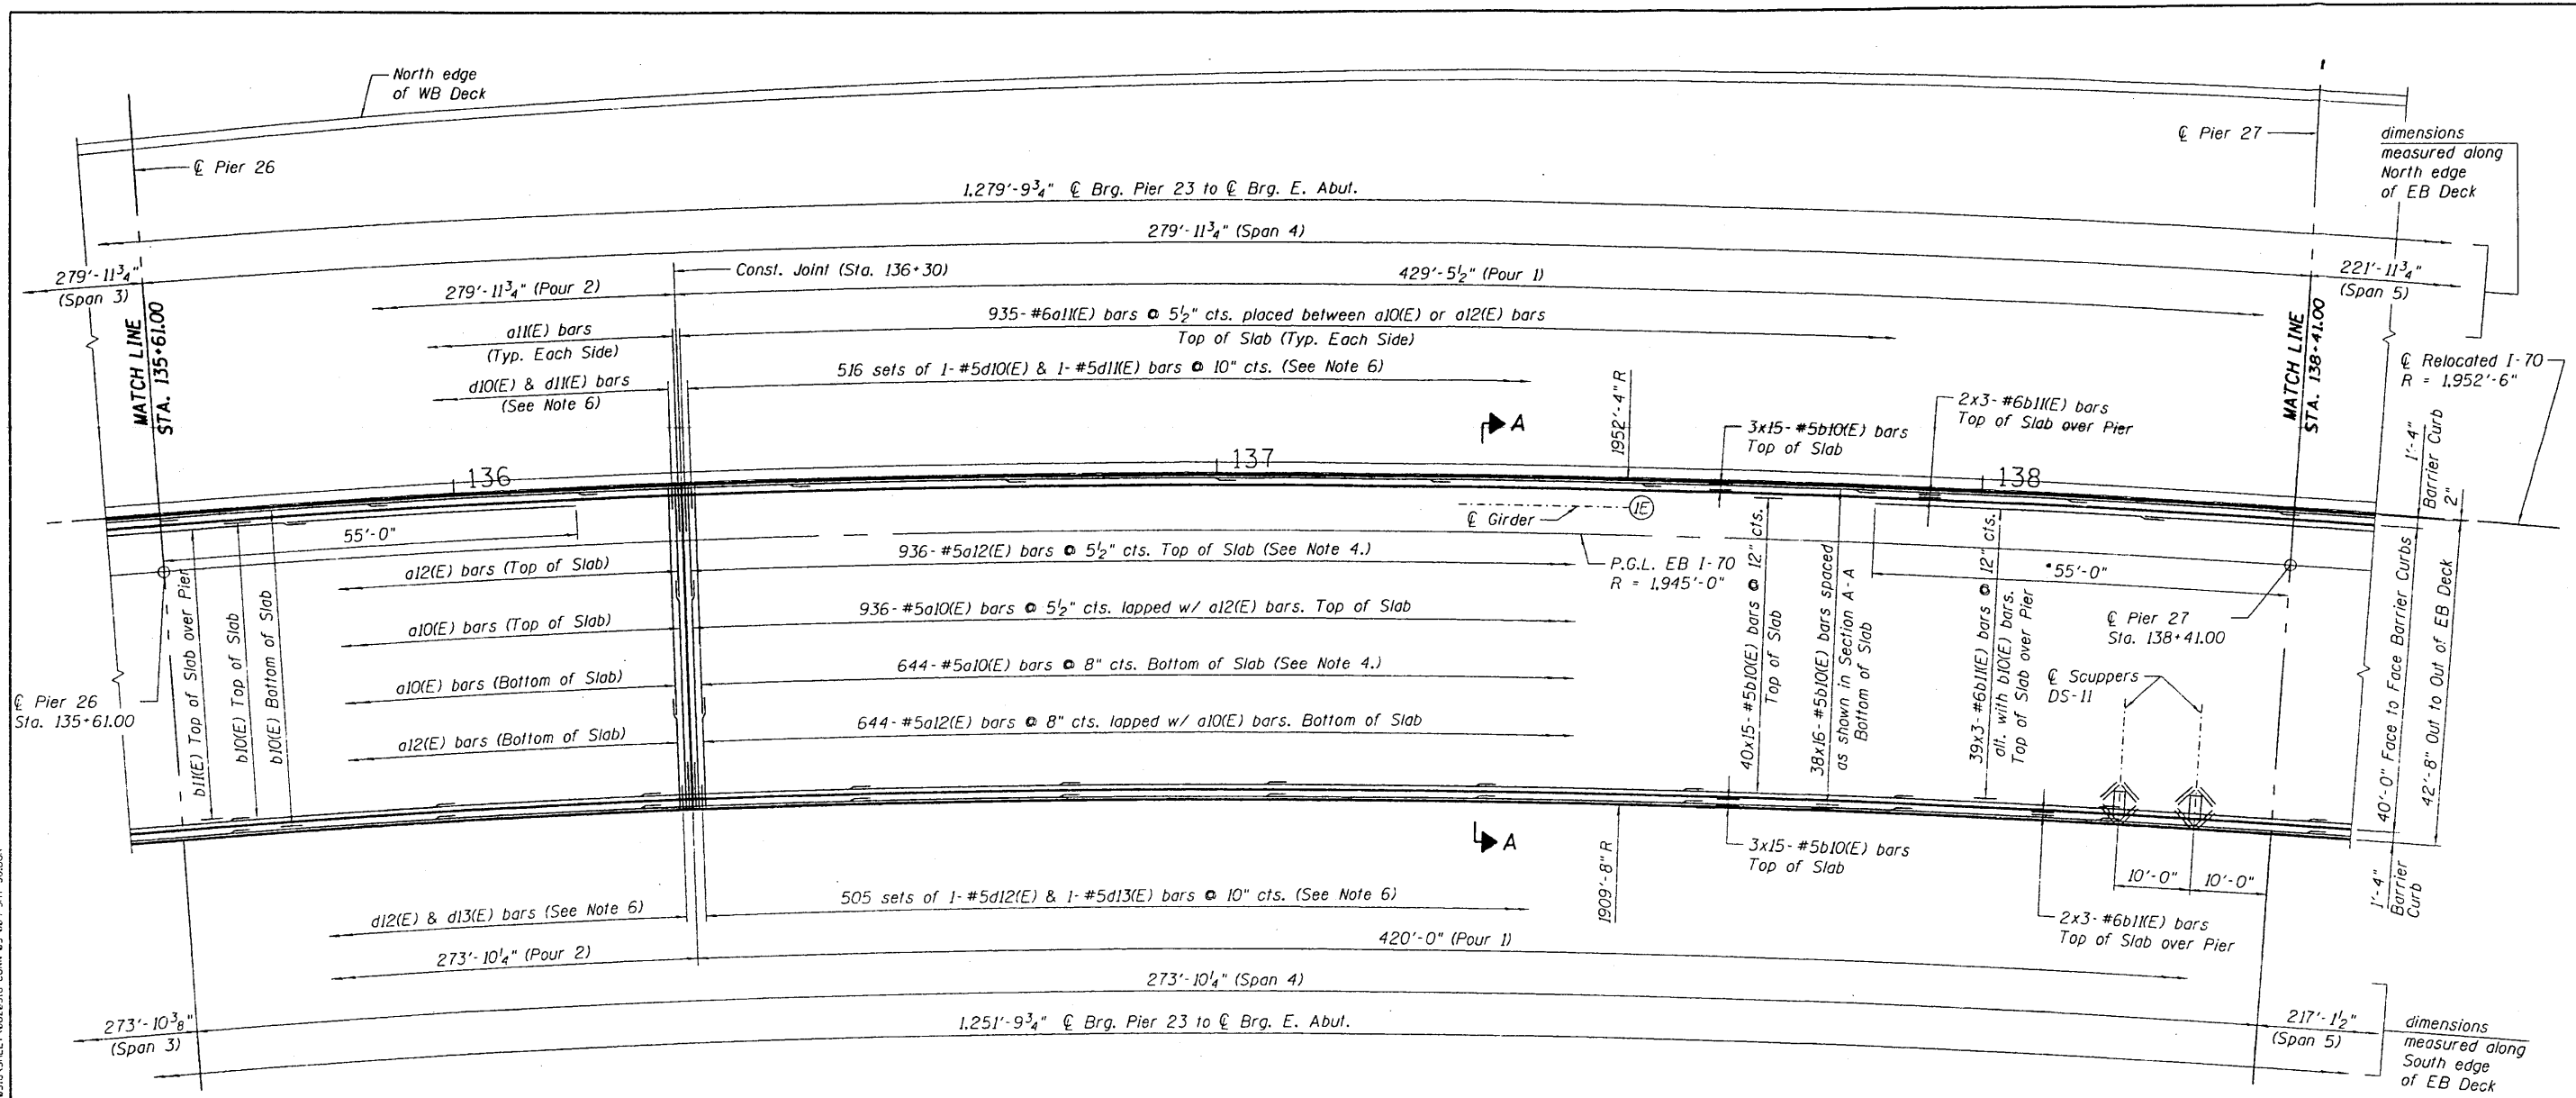 North edge
of WB Deck
℄ Pier 26
℄ Pier 27
dimensions
measured along
North edge
of EB Deck
1,279'-9¾" ℄ Brg. Pier 23 to ℄ Brg. E. Abut.
279'-11¾" (Span 4)
279'-11¾"
(Span 3)
Const. Joint (Sta. 136+30)
279'-11¾" (Pour 2)
429'-5½" (Pour 1)
221'-11¾"
(Span 5)
MATCH LINE
STA. 135+61.00
MATCH LINE
STA. 138+41.00
a11(E) bars
(Typ. Each Side)
935-#6a11(E) bars @ 5½" cts. placed between a10(E) or a12(E) bars
Top of Slab (Typ. Each Side)
d10(E) & d11(E) bars
(See Note 6)
516 sets of 1-#5d10(E) & 1-#5d11(E) bars @ 10" cts. (See Note 6)
℄ Relocated I-70
R = 1,952'-6"
1952'-4" R
A
3x15-#5b10(E) bars
Top of Slab
2x3-#6b11(E) bars
Top of Slab over Pier
1'-4"
Barrier Curb
2"
136
137
138
55'-0"
℄ Girder
1E
936-#5a12(E) bars @ 5½" cts. Top of Slab (See Note 4.)
P.G.L. EB I-70
R = 1,945'-0"
*55'-0"
a12(E) bars (Top of Slab)
936-#5a10(E) bars @ 5½" cts. lapped w/ a12(E) bars. Top of Slab
a10(E) bars (Top of Slab)
644-#5a10(E) bars @ 8" cts. Bottom of Slab (See Note 4.)
a10(E) bars (Bottom of Slab)
644-#5a12(E) bars @ 8" cts. lapped w/ a10(E) bars. Bottom of Slab
a12(E) bars (Bottom of Slab)
℄ Pier 26
Sta. 135+61.00
b11(E) Top of Slab over Pier
b10(E) Top of Slab
b10(E) Bottom of Slab
40x15-#5b10(E) bars @ 12" cts.
Top of Slab
38x16-#5b10(E) bars spaced
as shown in Section A-A
Bottom of Slab
39x3-#6b11(E) bars @ 12" cts.
alt. with b10(E) bars.
Top of Slab over Pier
℄ Pier 27
Sta. 138+41.00
℄ Scuppers
DS-11
40'-0" Face to Face Barrier Curbs
42'-8" Out to Out of EB Deck
A
3x15-#5b10(E) bars
Top of Slab
10'-0"
10'-0"
1'-4"
Barrier
Curb
1909'-8" R
2x3-#6b11(E) bars
Top of Slab over Pier
505 sets of 1-#5d12(E) & 1-#5d13(E) bars @ 10" cts. (See Note 6)
d12(E) & d13(E) bars (See Note 6)
420'-0" (Pour 1)
273'-10¼" (Pour 2)
273'-10¼" (Span 4)
273'-10⅜"
(Span 3)
1,251'-9¾" ℄ Brg. Pier 23 to ℄ Brg. E. Abut.
217'-1½"
(Span 5)
dimensions
measured along
South edge
of EB Deck